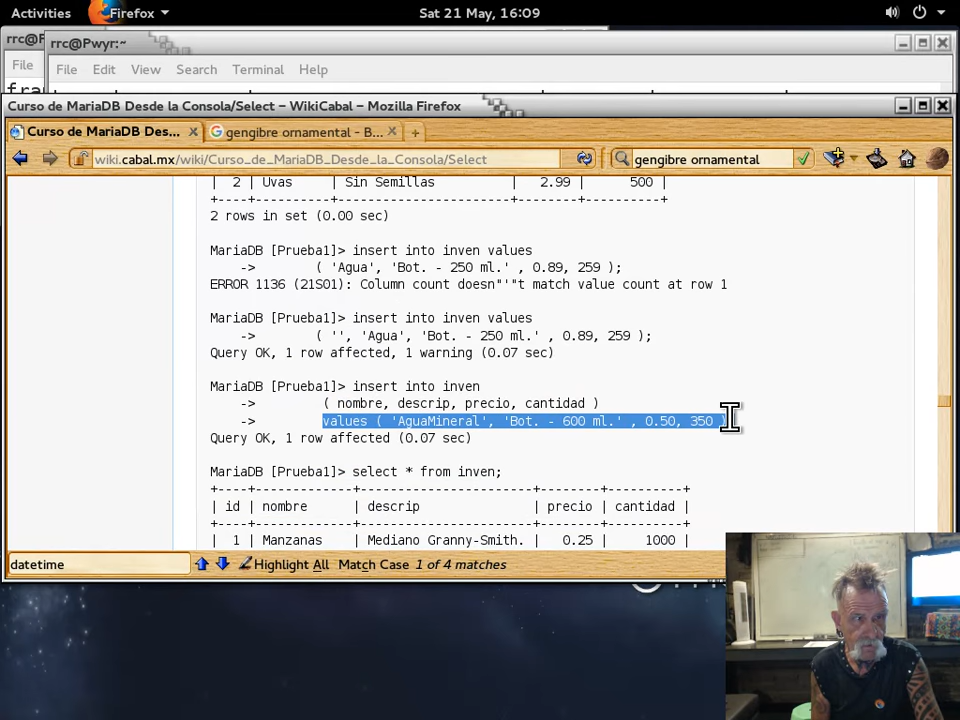 Activities Firefox Sat 21 May, 16:09
rrc@ rrc@Pwyr:~
File File Edit View Search Terminal Help
Curso de MariaDB Desde la Consola/Select – WikiCabal – Mozilla Firefox
Curso de MariaDB Des... gengibre ornamental - B... +
wiki.cabal.mx/wiki/Curso_de_MariaDB_Desde_la_Consola/Select gengibre ornamental
| 2 | Uvas | Sin Semillas | 2.99 | 500 |
+----+----------+----------------------+--------+----------+
2 rows in set (0.00 sec)
MariaDB [Prueba1]> insert into inven values
-> ( 'Agua', 'Bot. - 250 ml.' , 0.89, 259 );
ERROR 1136 (21S01): Column count doesn"'"t match value count at row 1
MariaDB [Prueba1]> insert into inven values
-> ( '', 'Agua', 'Bot. - 250 ml.' , 0.89, 259 );
Query OK, 1 row affected, 1 warning (0.07 sec)
MariaDB [Prueba1]> insert into inven
-> ( nombre, descrip, precio, cantidad )
-> values ( 'AguaMineral', 'Bot. - 600 ml.' , 0.50, 350 )
Query OK, 1 row affected (0.07 sec)
MariaDB [Prueba1]> select * from inven;
+----+-------------+----------------------+--------+----------+
| id | nombre | descrip | precio | cantidad |
+----+-------------+----------------------+--------+----------+
| 1 | Manzanas | Mediano Granny-Smith. | 0.25 | 1000
datetime Highlight All Match Case 1 of 4 matches